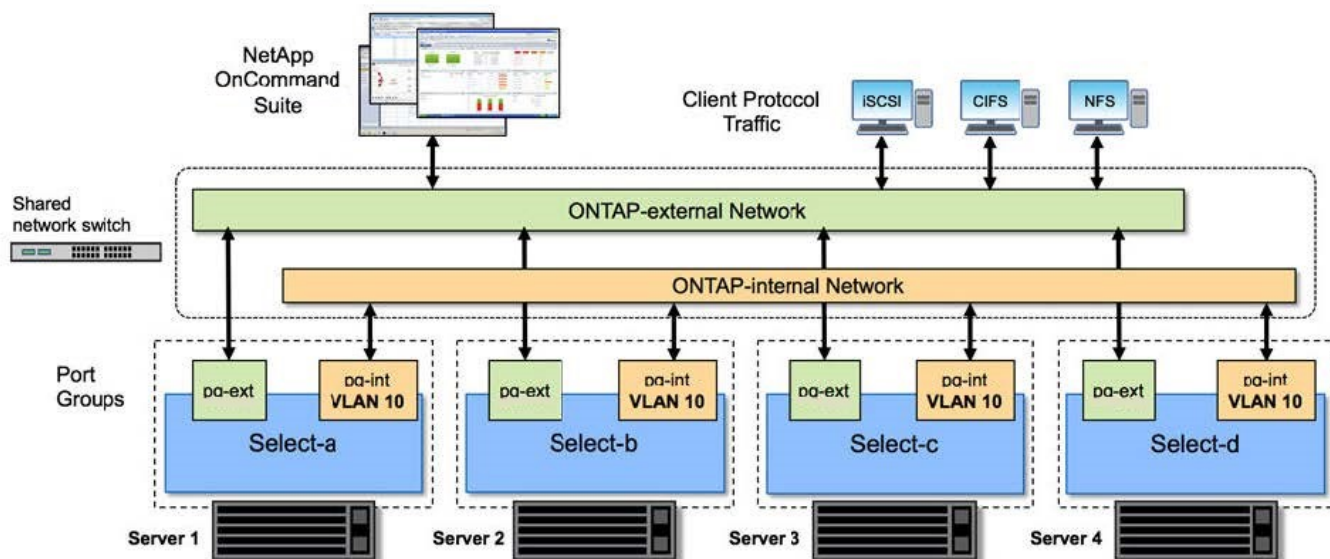 NetApp
OnCommand
Suite
Client Protocol
Traffic
iSCSI
CIFS
NFS
Shared
network switch
ONTAP-external Network
ONTAP-internal Network
Port
Groups
pg-ext
pg-int
VLAN 10
Select-a
pg-ext
pg-int
VLAN 10
Select-b
pg-ext
pg-int
VLAN 10
Select-c
pg-ext
pg-int
VLAN 10
Select-d
Server 1
Server 2
Server 3
Server 4